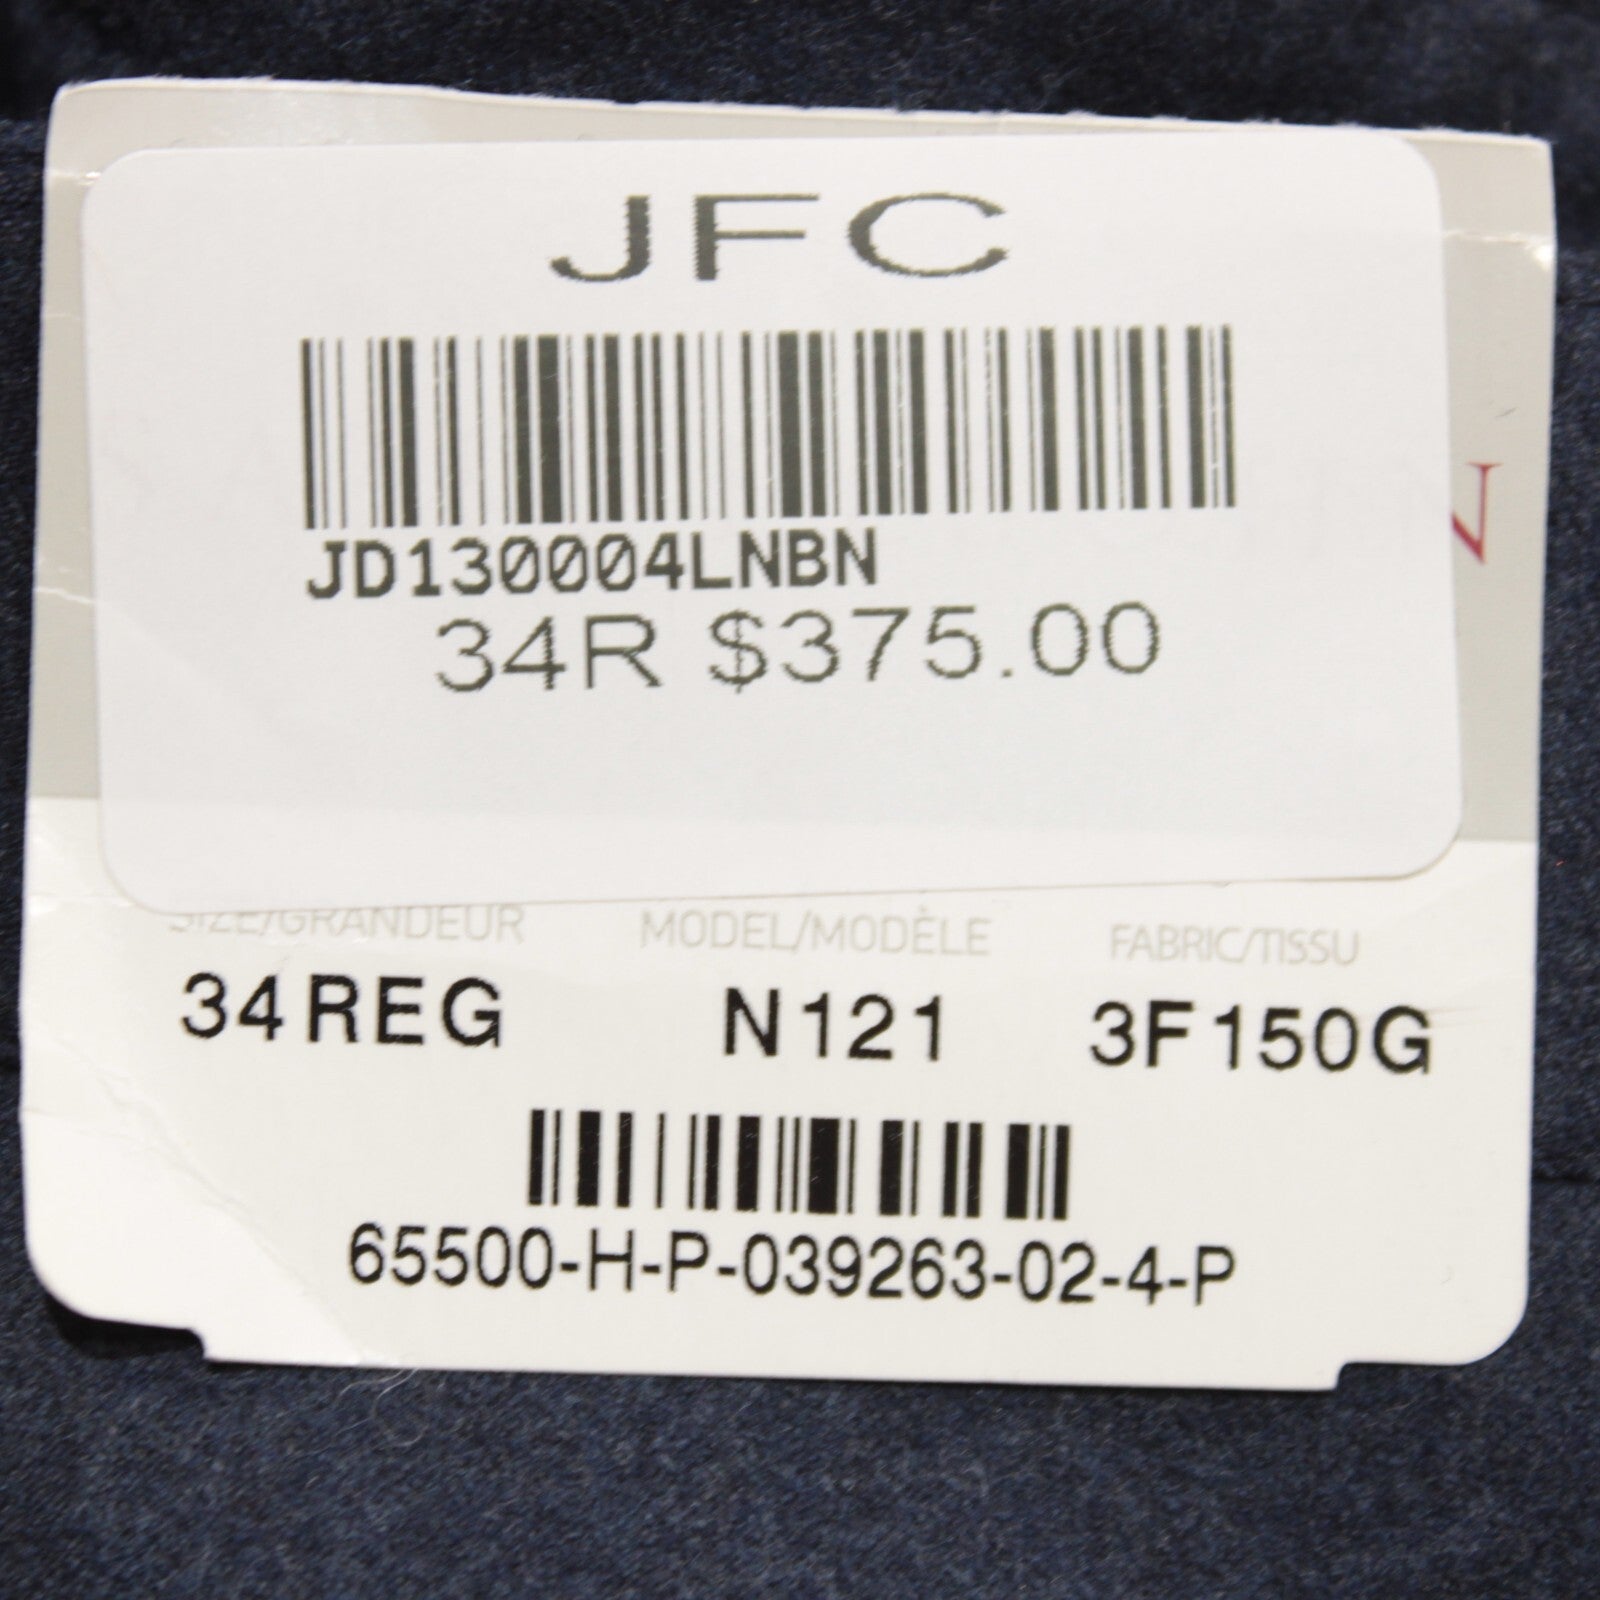 JFC
JD130004LNBN
34R $375.00
N
SIZE/GRANDEUR MODEL/MODÈLE FABRIC/TISSU
34REG N121 3F150G
65500-H-P-039263-02-4-P